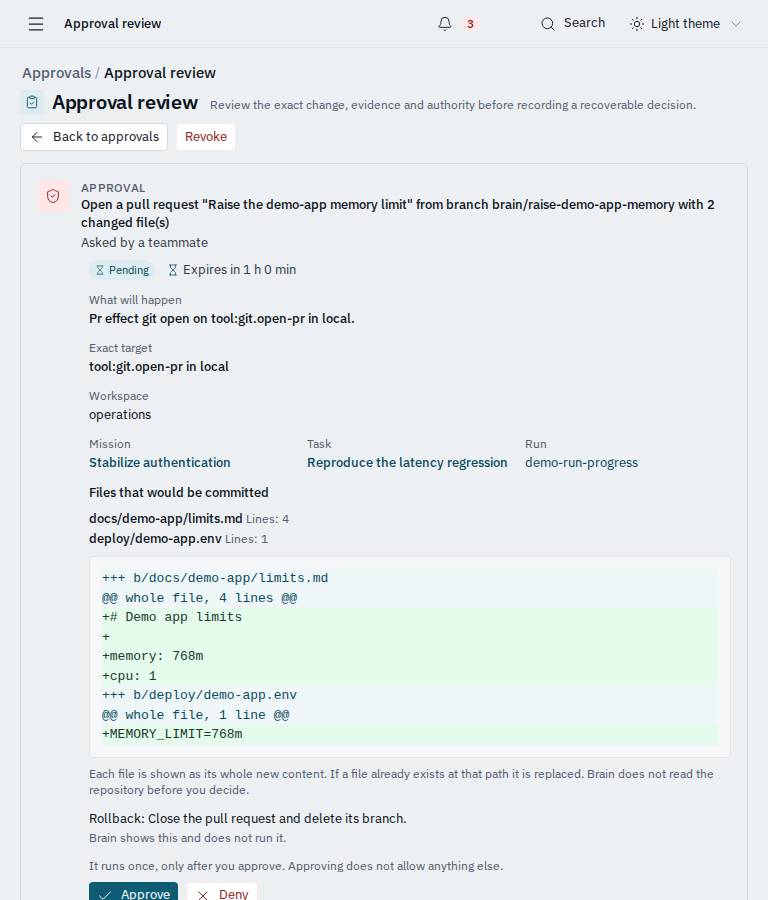 Approval review
3
Search
Light theme
Approvals / Approval review
Approval review Review the exact change, evidence and authority before recording a recoverable decision.
Back to approvals
Revoke
APPROVAL
Open a pull request "Raise the demo-app memory limit" from branch brain/raise-demo-app-memory with 2
changed file(s)
Asked by a teammate
Pending Expires in 1 h 0 min
What will happen
Pr effect git open on tool:git.open-pr in local.
Exact target
tool:git.open-pr in local
Workspace
operations
Mission Task Run
Stabilize authentication Reproduce the latency regression demo-run-progress
Files that would be committed
docs/demo-app/limits.md Lines: 4
deploy/demo-app.env Lines: 1
+++ b/docs/demo-app/limits.md
@@ whole file, 4 lines @@
+# Demo app limits
+
+memory: 768m
+cpu: 1
+++ b/deploy/demo-app.env
@@ whole file, 1 line @@
+MEMORY_LIMIT=768m
Each file is shown as its whole new content. If a file already exists at that path it is replaced. Brain does not read the
repository before you decide.
Rollback: Close the pull request and delete its branch.
Brain shows this and does not run it.
It runs once, only after you approve. Approving does not allow anything else.
Approve Deny